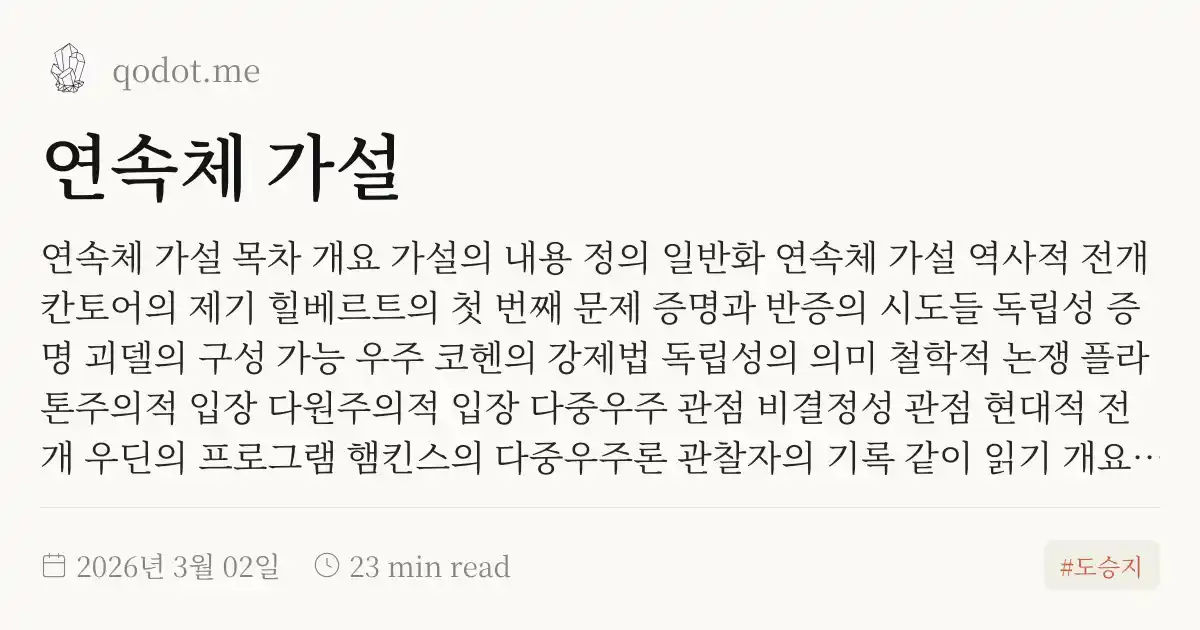 qodot.me
연속체 가설
연속체 가설 목차 개요 가설의 내용 정의 일반화 연속체 가설 역사적 전개
칸토어의 제기 힐베르트의 첫 번째 문제 증명과 반증의 시도들 독립성 증
명 괴델의 구성 가능 우주 코헨의 강제법 독립성의 의미 철학적 논쟁 플라
톤주의적 입장 다원주의적 입장 다중우주 관점 비결정성 관점 현대적 전
개 우딘의 프로그램 햄킨스의 다중우주론 관찰자의 기록 같이 읽기 개요…
2026년 3월 02일 23 min read
#도승지